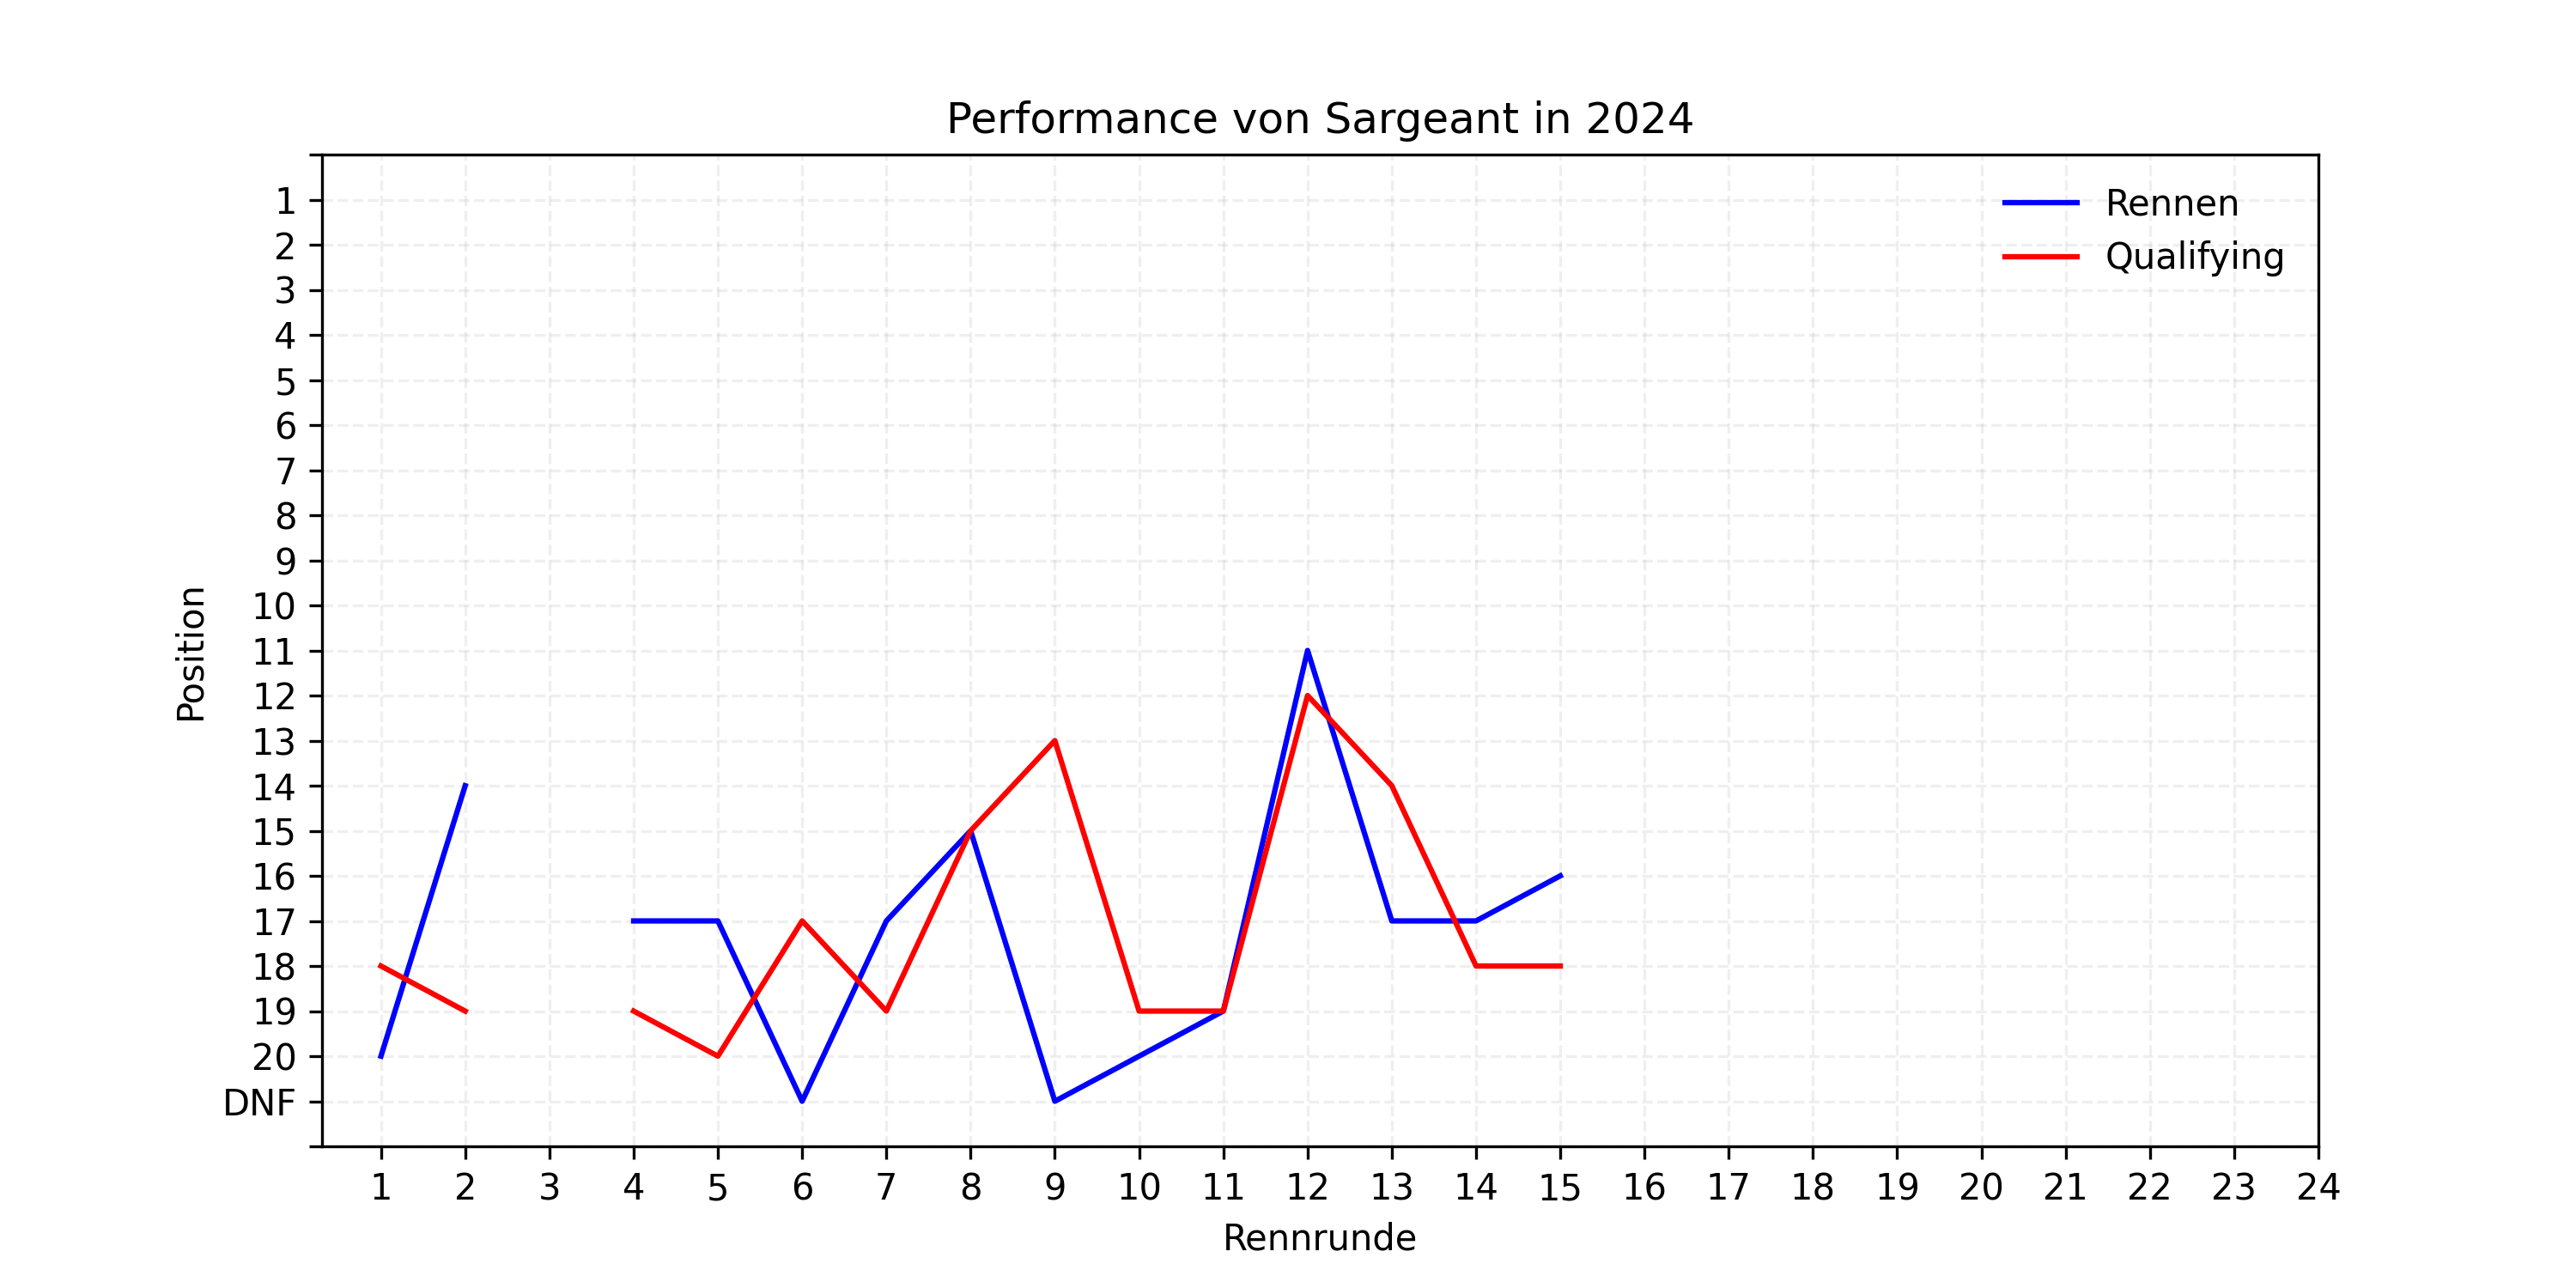 Performance von Sargeant in 2024
Rennen
Qualifying
Position
1
2
3
4
5
6
7
8
9
10
11
12
13
14
15
16
17
18
19
20
DNF
1 2 3 4 5 6 7 8 9 10 11 12 13 14 15 16 17 18 19 20 21 22 23 24
Rennrunde